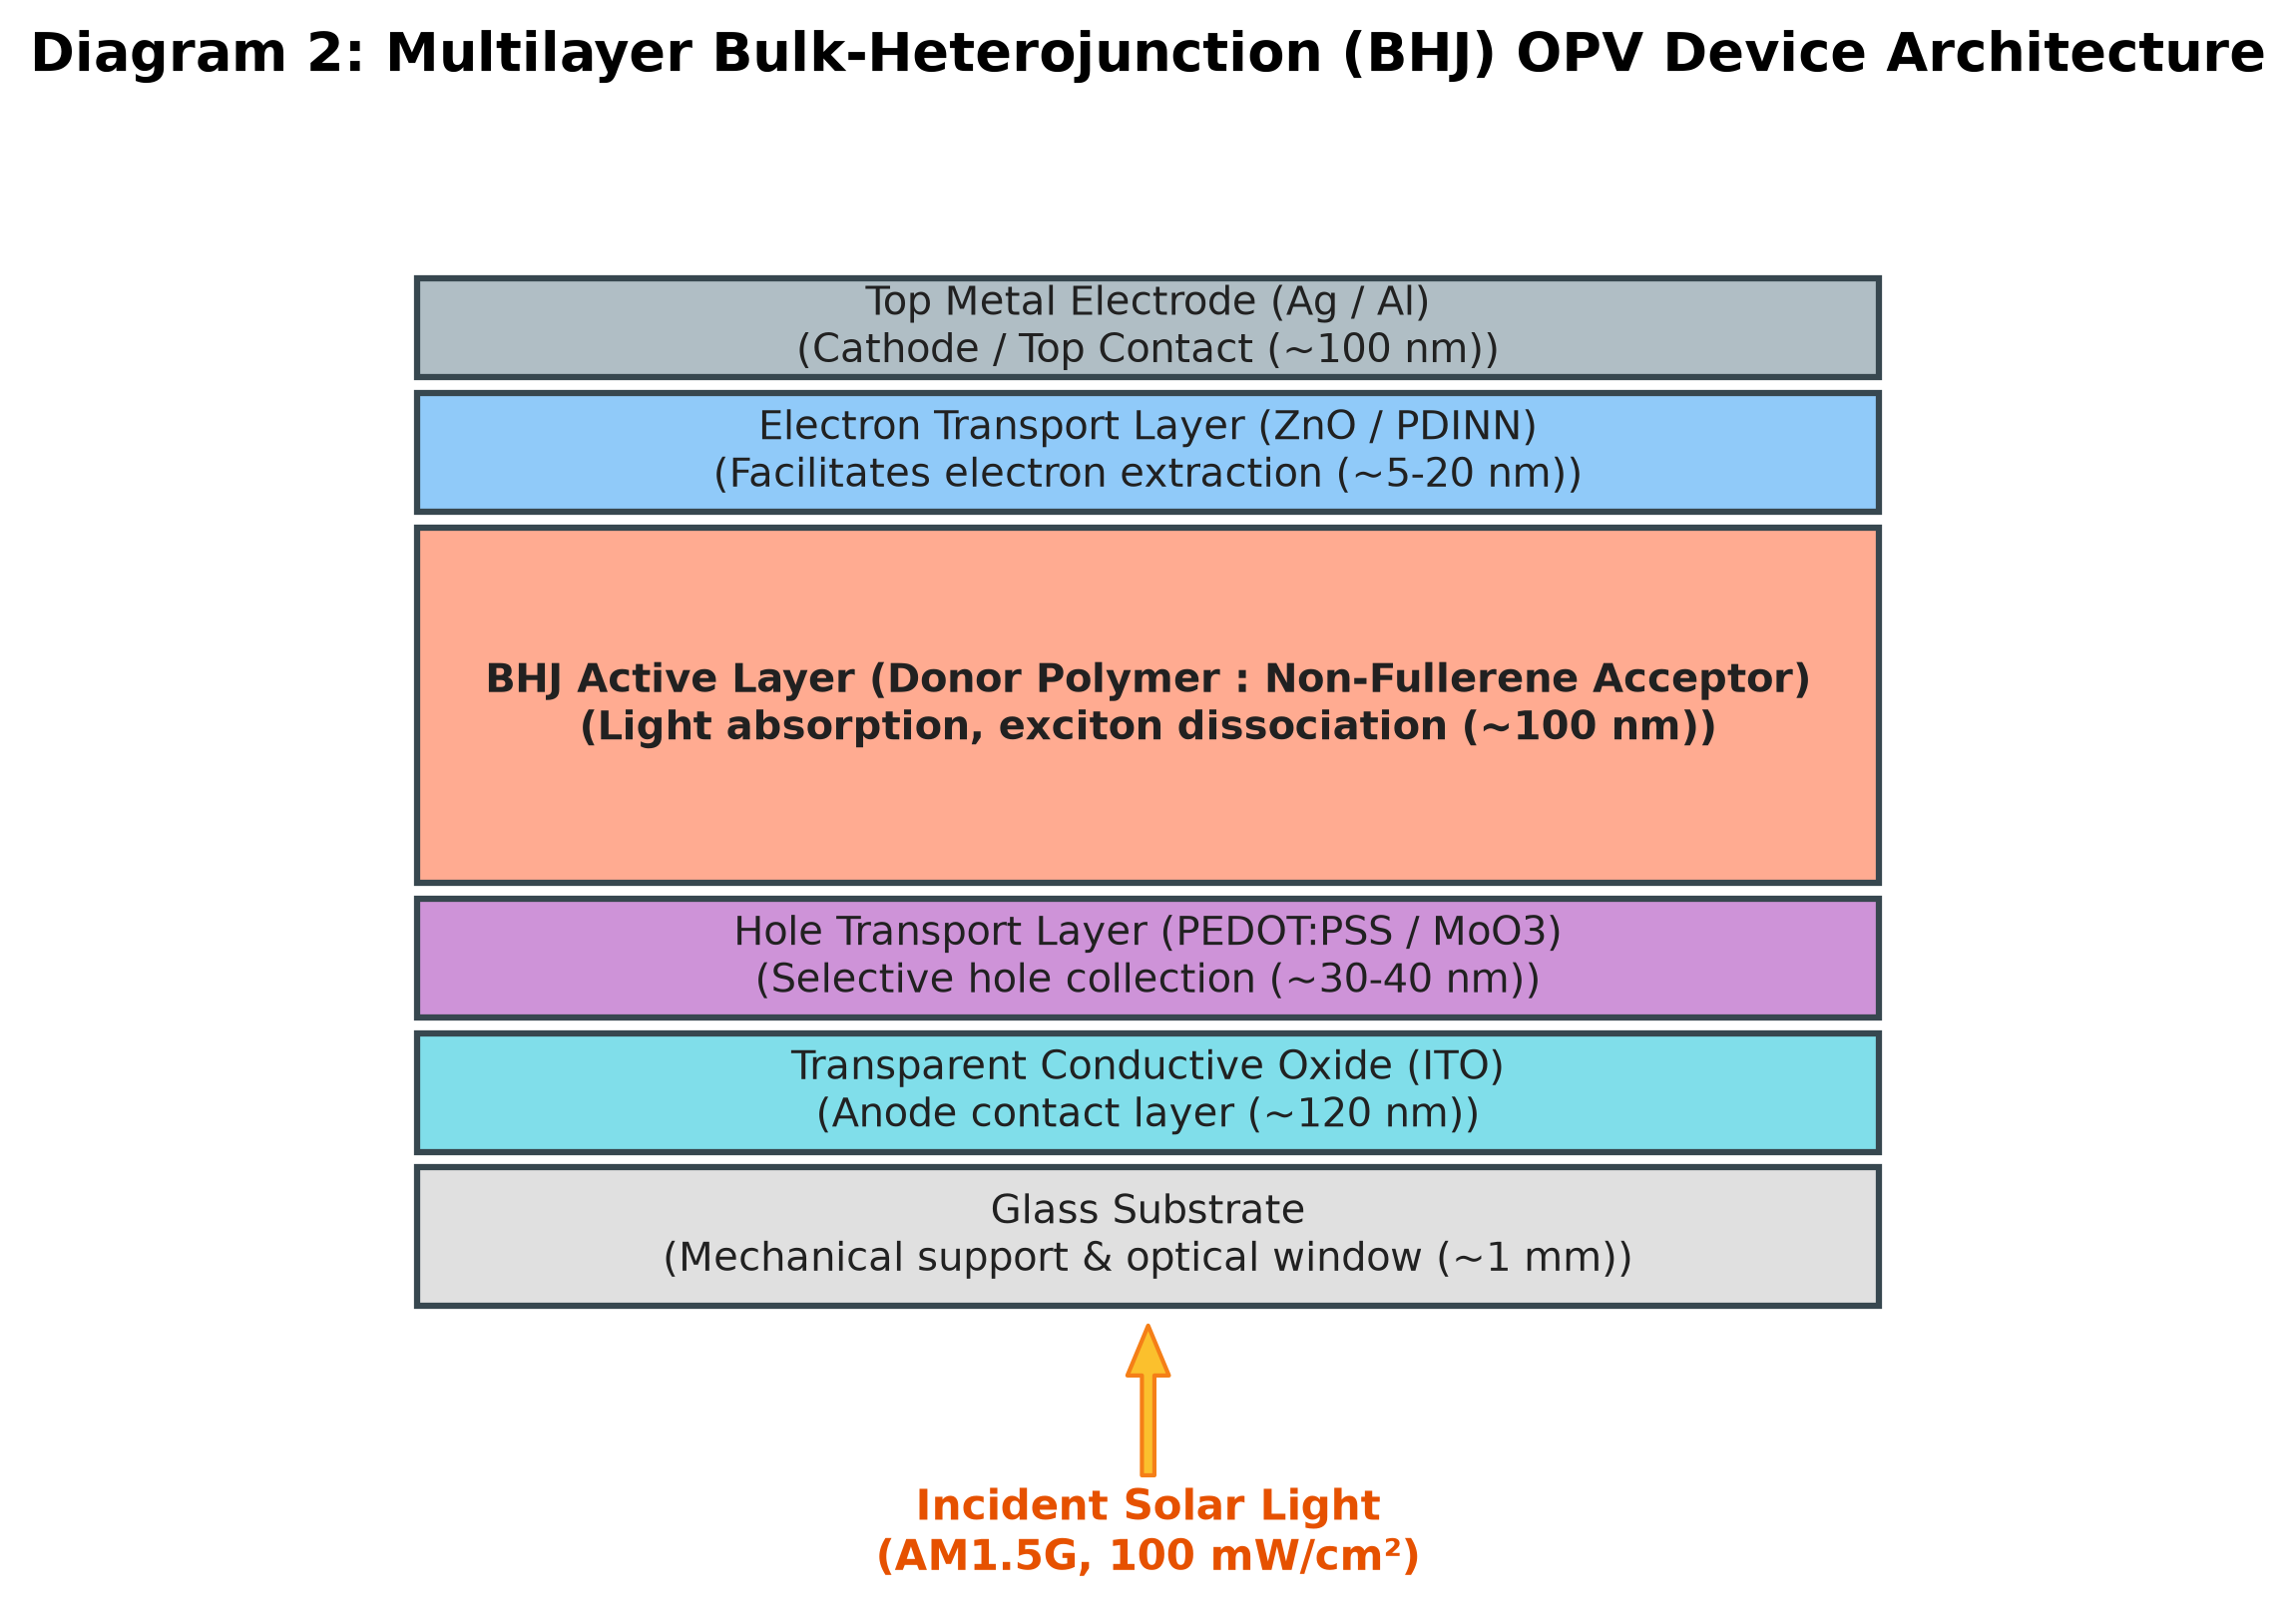 Diagram 2: Multilayer Bulk-Heterojunction (BHJ) OPV Device Architecture
Top Metal Electrode (Ag / Al)
(Cathode / Top Contact (~100 nm))
Electron Transport Layer (ZnO / PDINN)
(Facilitates electron extraction (~5-20 nm))
BHJ Active Layer (Donor Polymer : Non-Fullerene Acceptor)
(Light absorption, exciton dissociation (~100 nm))
Hole Transport Layer (PEDOT:PSS / MoO3)
(Selective hole collection (~30-40 nm))
Transparent Conductive Oxide (ITO)
(Anode contact layer (~120 nm))
Glass Substrate
(Mechanical support & optical window (~1 mm))
Incident Solar Light
(AM1.5G, 100 mW/cm²)